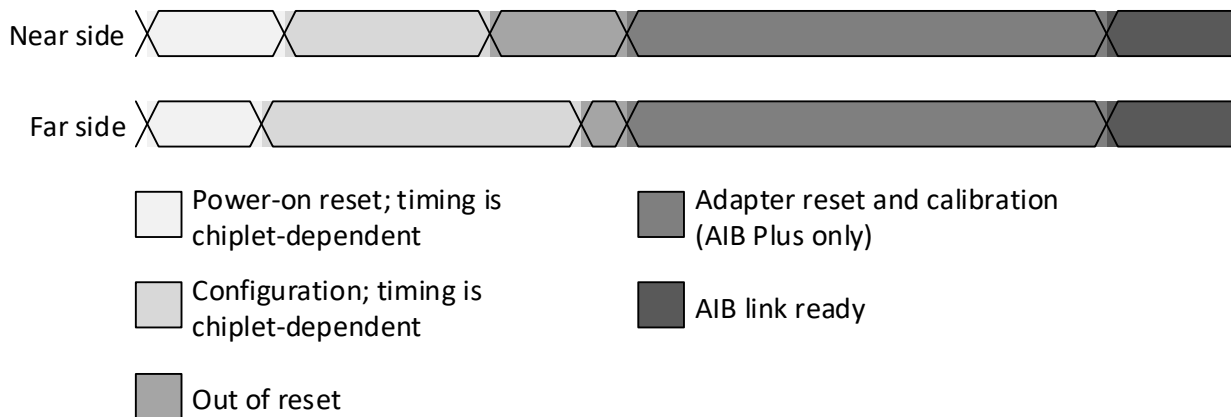 Near side
Far side
Power-on reset; timing is
chiplet-dependent
Configuration; timing is
chiplet-dependent
Out of reset
Adapter reset and calibration
(AIB Plus only)
AIB link ready